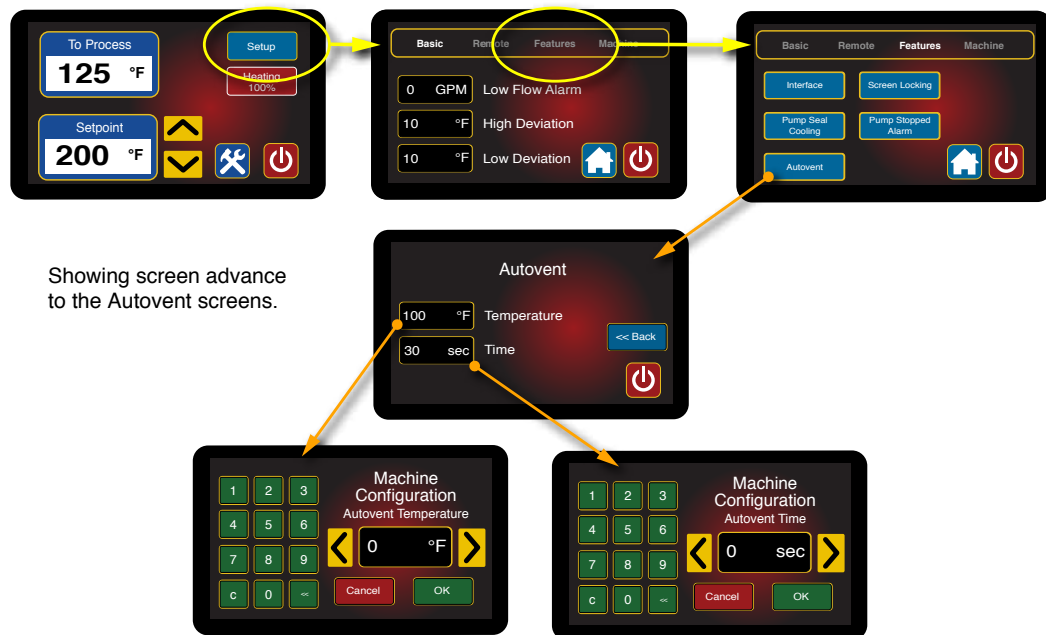 To Process
125 °F
Setup
Heating
100%
Setpoint
200 °F
Basic Remote Features Machine
0 GPM Low Flow Alarm
10 °F High Deviation
10 °F Low Deviation
Basic Remote Features Machine
Interface Screen Locking
Pump Seal
Cooling
Pump Stopped
Alarm
Autovent
Showing screen advance
to the Autovent screens.
Autovent
100 °F Temperature
30 sec Time
<< Back
Machine
Configuration
Autovent Temperature
1 2 3
4 5 6
7 8 9
c 0 <<
0 °F
Cancel OK
Machine
Configuration
Autovent Time
1 2 3
4 5 6
7 8 9
c 0 <<
0 sec
Cancel OK